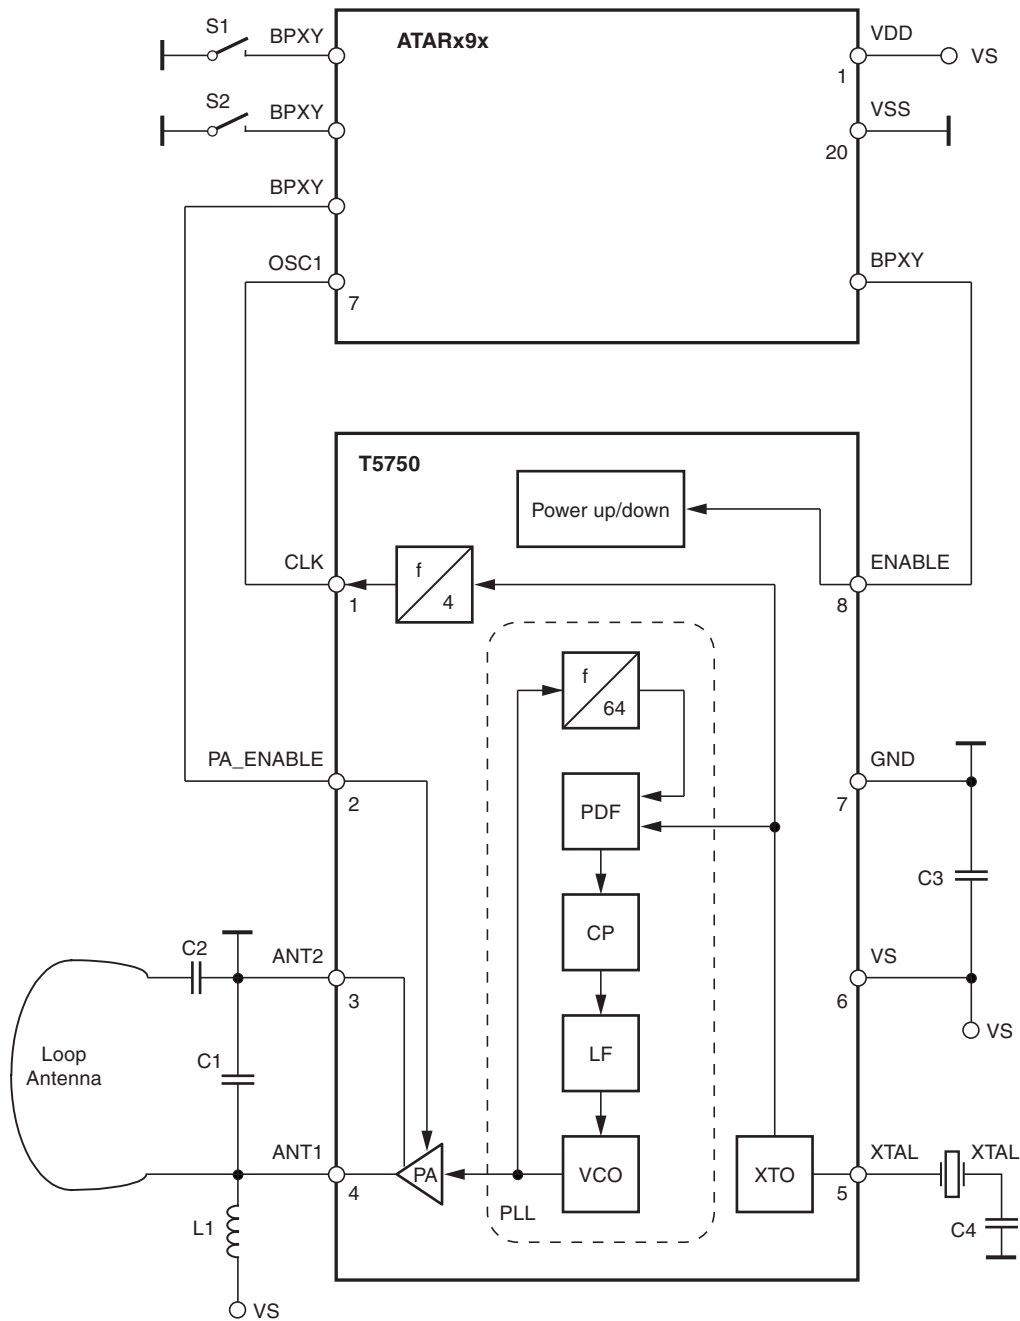 S1
BPXY
ATARx9x
VDD
1
VS
S2
BPXY
VSS
20
BPXY
OSC1
7
BPXY
T5750
Power up/down
CLK
1
f
4
ENABLE
8
f
64
PA_ENABLE
2
GND
7
PDF
C3
CP
C2
ANT2
3
VS
6
VS
Loop
Antenna
C1
LF
ANT1
4
PA
VCO
XTO
XTAL
5
XTAL
PLL
L1
C4
VS